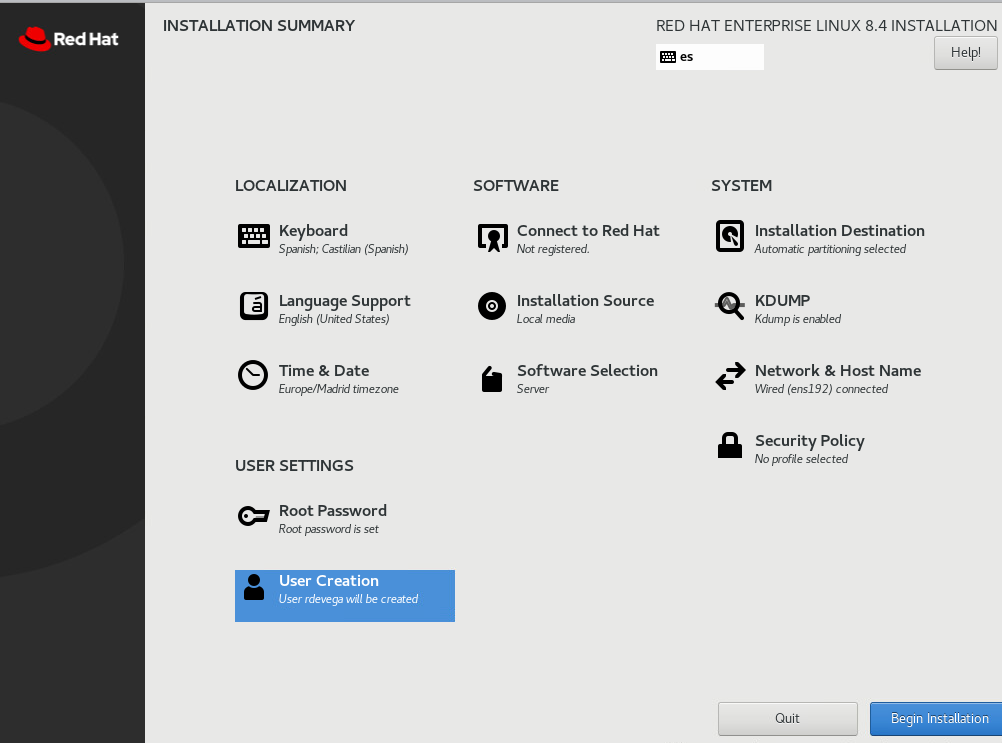 Red Hat
INSTALLATION SUMMARY
RED HAT ENTERPRISE LINUX 8.4 INSTALLATION
es
Help!
LOCALIZATION
Keyboard
Spanish; Castilian (Spanish)
Language Support
English (United States)
Time & Date
Europe/Madrid timezone
SOFTWARE
Connect to Red Hat
Not registered.
Installation Source
Local media
Software Selection
Server
SYSTEM
Installation Destination
Automatic partitioning selected
KDUMP
Kdump is enabled
Network & Host Name
Wired (ens192) connected
Security Policy
No profile selected
USER SETTINGS
Root Password
Root password is set
User Creation
User rdevega will be created
Quit
Begin Installation